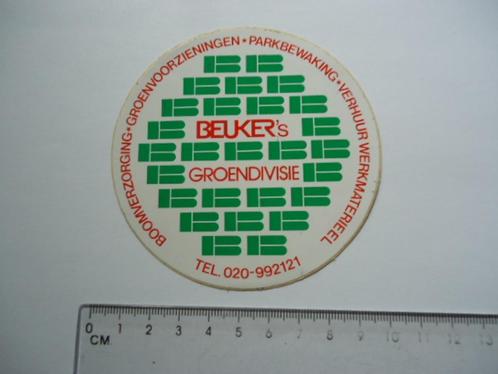 BOOMVERZORGING • GROENVOORZIENINGEN • PARKBEWAKING • VERHUUR WERKMATERIEEL
BEUKER's
GROENDIVISIE
TEL. 020-992121
0 1 2 3 4 5 6 7 8 9 10 11 12 13
CM